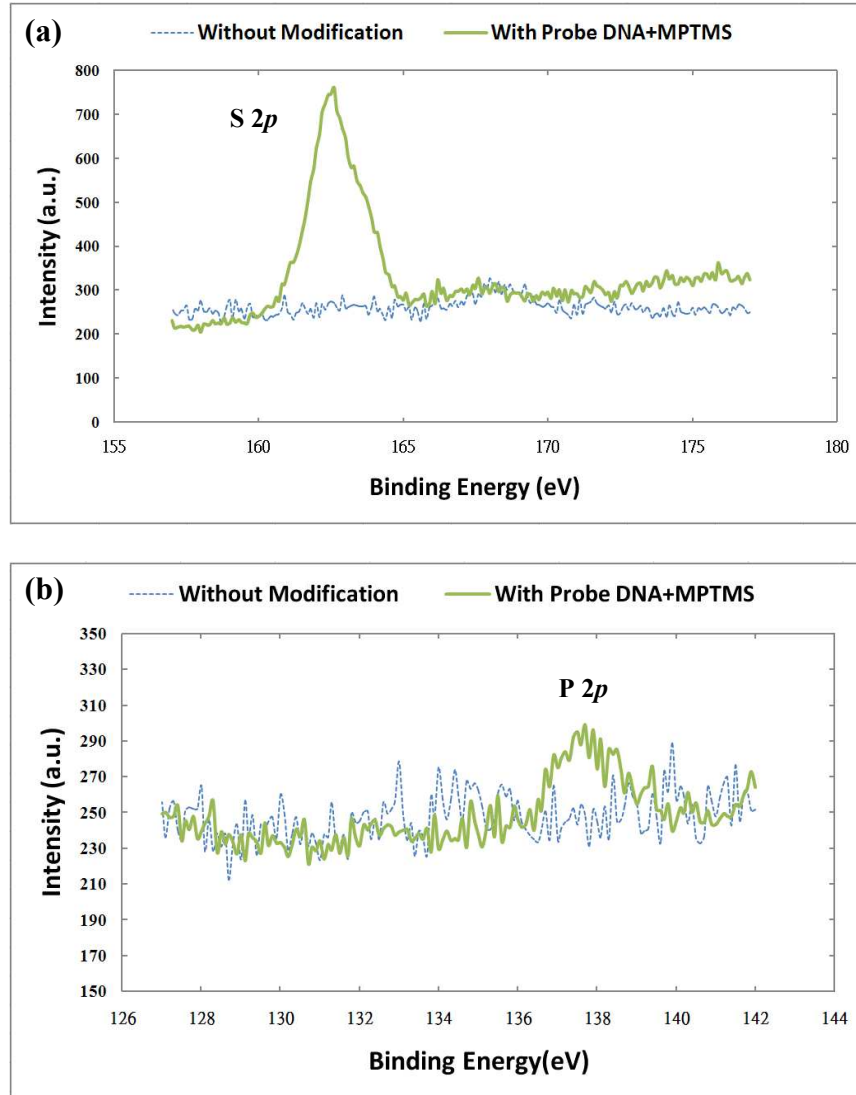 (a) Without Modification With Probe DNA+MPTMS
800
700
600
500
400
300
200
100
0
S 2p
Intensity (a.u.)
155 160 165 170 175 180
Binding Energy (eV)
(b) Without Modification With Probe DNA+MPTMS
350
330
310
290
270
250
230
210
190
170
150
P 2p
Intensity (a.u.)
126 128 130 132 134 136 138 140 142 144
Binding Energy(eV)